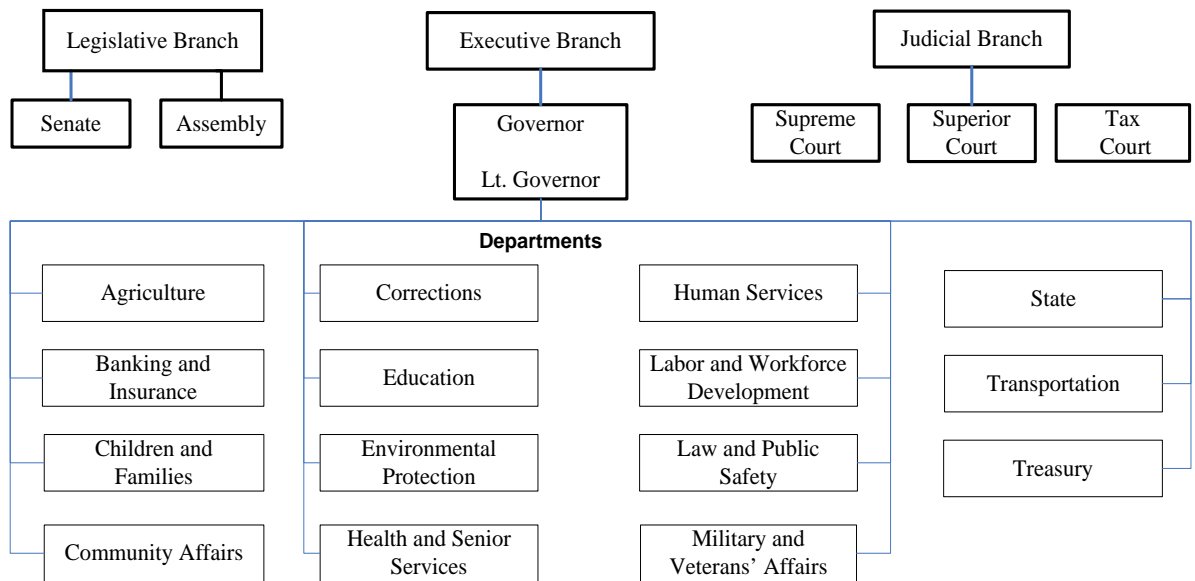 Legislative Branch
Executive Branch
Judicial Branch
Senate
Assembly
Governor
Lt. Governor
Supreme
Court
Superior
Court
Tax
Court
Departments
Agriculture
Corrections
Human Services
State
Banking and
Insurance
Education
Labor and Workforce
Development
Transportation
Children and
Families
Environmental
Protection
Law and Public
Safety
Treasury
Community Affairs
Health and Senior
Services
Military and
Veterans’ Affairs